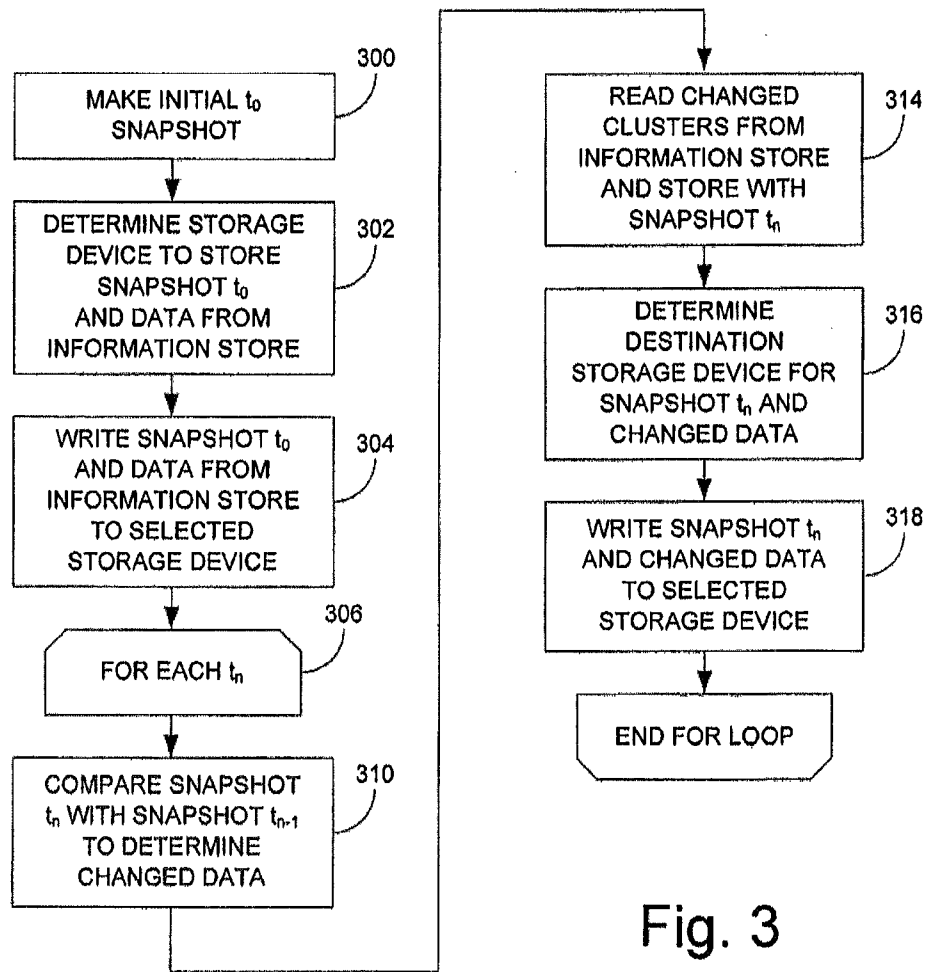 300
MAKE INITIAL t0
SNAPSHOT
302
DETERMINE STORAGE
DEVICE TO STORE
SNAPSHOT t0
AND DATA FROM
INFORMATION STORE
304
WRITE SNAPSHOT t0
AND DATA FROM
INFORMATION STORE
TO SELECTED
STORAGE DEVICE
306
FOR EACH tn
310
COMPARE SNAPSHOT
tn WITH SNAPSHOT tn-1
TO DETERMINE
CHANGED DATA
314
READ CHANGED
CLUSTERS FROM
INFORMATION STORE
AND STORE WITH
SNAPSHOT tn
316
DETERMINE
DESTINATION
STORAGE DEVICE FOR
SNAPSHOT tn AND
CHANGED DATA
318
WRITE SNAPSHOT tn
AND CHANGED DATA
TO SELECTED
STORAGE DEVICE
END FOR LOOP
Fig. 3